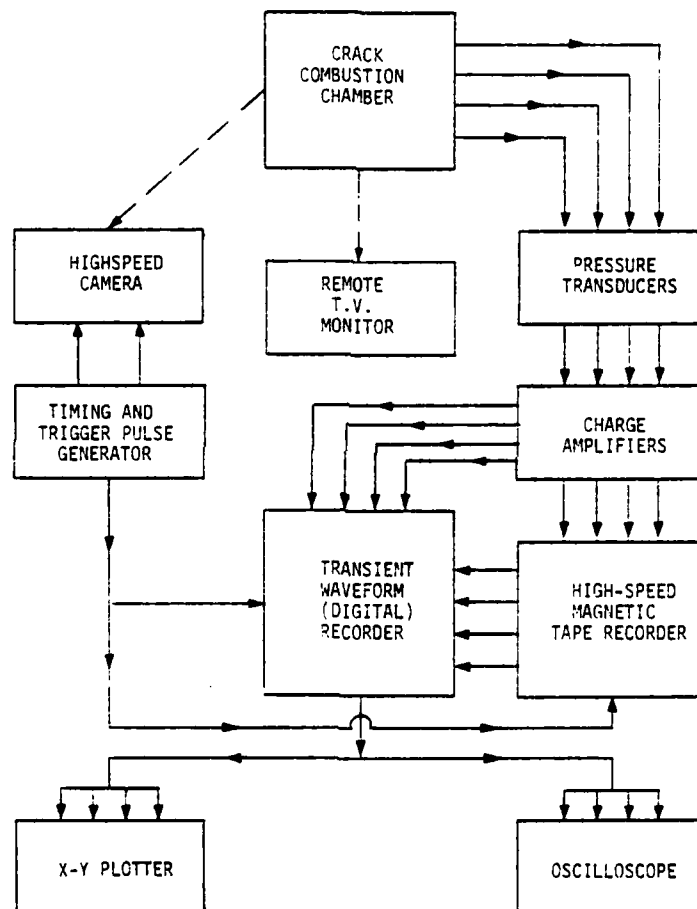 CRACK
COMBUSTION
CHAMBER
HIGHSPEED
CAMERA
REMOTE
T.V.
MONITOR
PRESSURE
TRANSDUCERS
TIMING AND
TRIGGER PULSE
GENERATOR
CHARGE
AMPLIFIERS
TRANSIENT
WAVEFORM
(DIGITAL)
RECORDER
HIGH-SPEED
MAGNETIC
TAPE RECORDER
X-Y PLOTTER
OSCILLOSCOPE